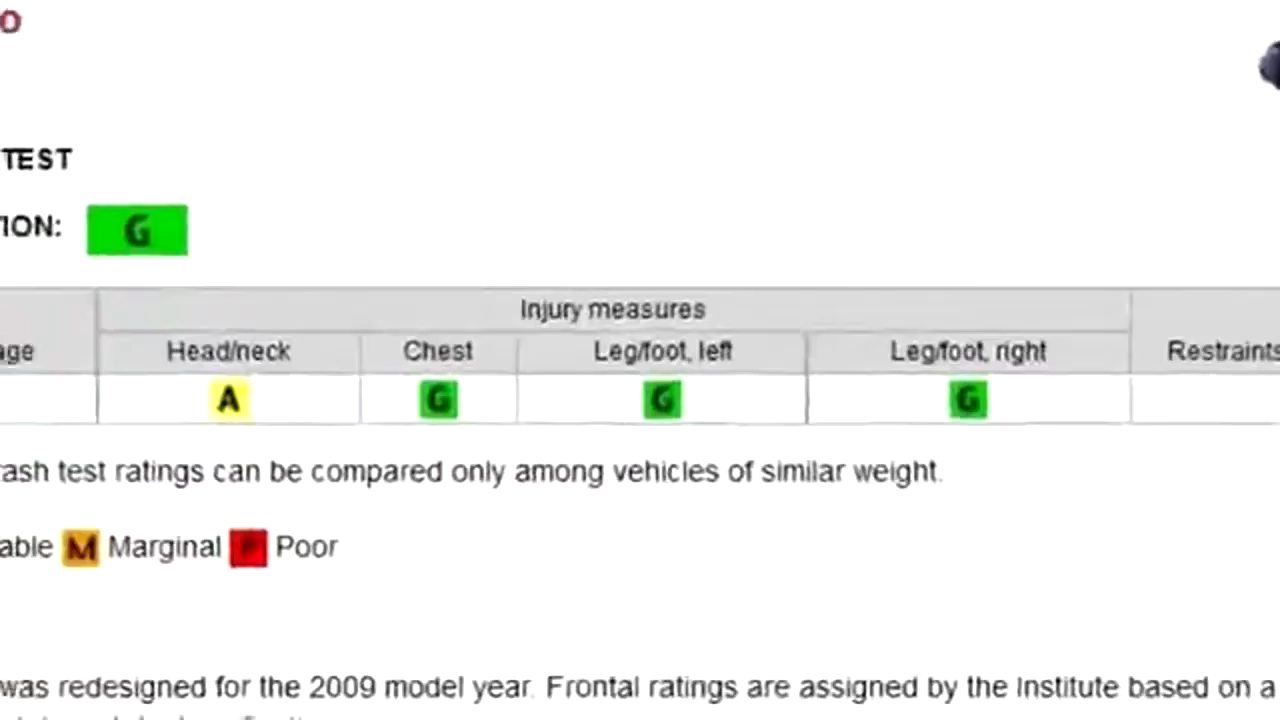 o
TEST
ION: G
Injury measures
age Head/neck Chest Leg/foot, left Leg/foot, right Restraints
A G G G
rash test ratings can be compared only among vehicles of similar weight.
able M Marginal P Poor
was redesigned for the 2009 model year. Frontal ratings are assigned by the Institute based on a